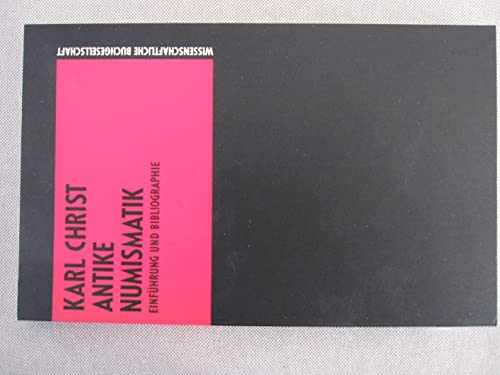 KARL CHRIST
ANTIKE
NUMISMATIK
EINFÜHRUNG UND BIBLIOGRAPHIE
WISSENSCHAFTLICHE BUCHGESELLSCHAFT